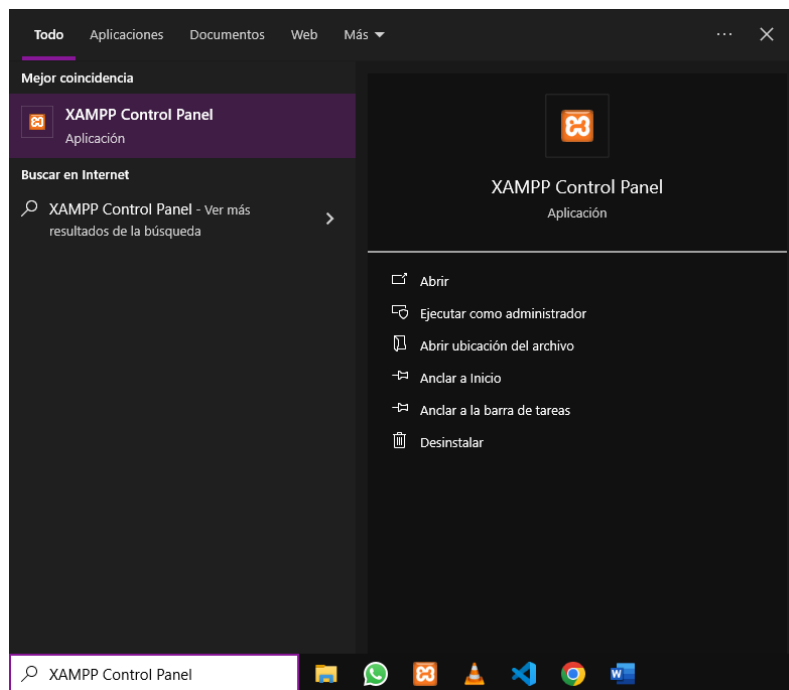 Todo Aplicaciones Documentos Web Más
Mejor coincidencia
XAMPP Control Panel
Aplicación
Buscar en Internet
XAMPP Control Panel - Ver más
resultados de la búsqueda
XAMPP Control Panel
Aplicación
Abrir
Ejecutar como administrador
Abrir ubicación del archivo
Anclar a Inicio
Anclar a la barra de tareas
Desinstalar
XAMPP Control Panel